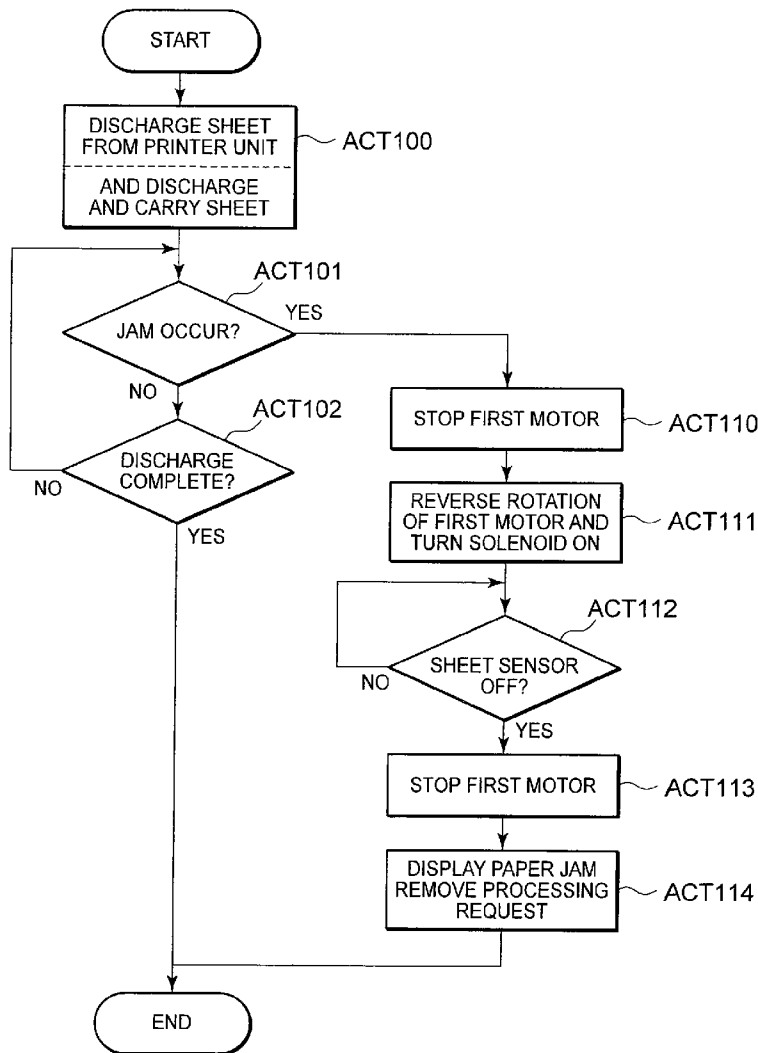 START
DISCHARGE SHEET
FROM PRINTER UNIT
ACT100
AND DISCHARGE
AND CARRY SHEET
ACT101
YES
JAM OCCUR?
NO
ACT102
DISCHARGE
COMPLETE?
NO
YES
STOP FIRST MOTOR
ACT110
REVERSE ROTATION
OF FIRST MOTOR AND
TURN SOLENOID ON
ACT111
ACT112
SHEET SENSOR
OFF?
NO
YES
STOP FIRST MOTOR
ACT113
DISPLAY PAPER JAM
REMOVE PROCESSING
REQUEST
ACT114
END